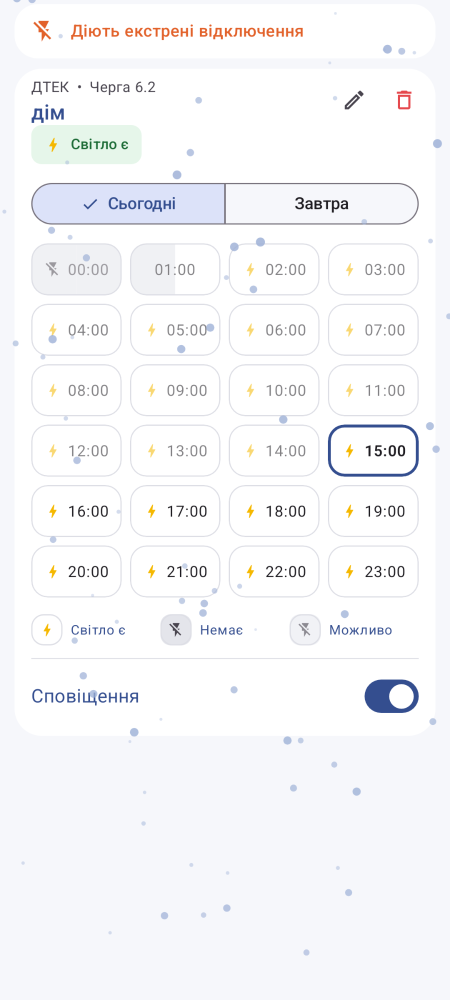 Діють екстрені відключення
ДТЕК • Черга 6.2
дім
Світло є
Сьогодні Завтра
00:00 01:00 02:00 03:00
04:00 05:00 06:00 07:00
08:00 09:00 10:00 11:00
12:00 13:00 14:00 15:00
16:00 17:00 18:00 19:00
20:00 21:00 22:00 23:00
Світло є Немає Можливо
Сповіщення